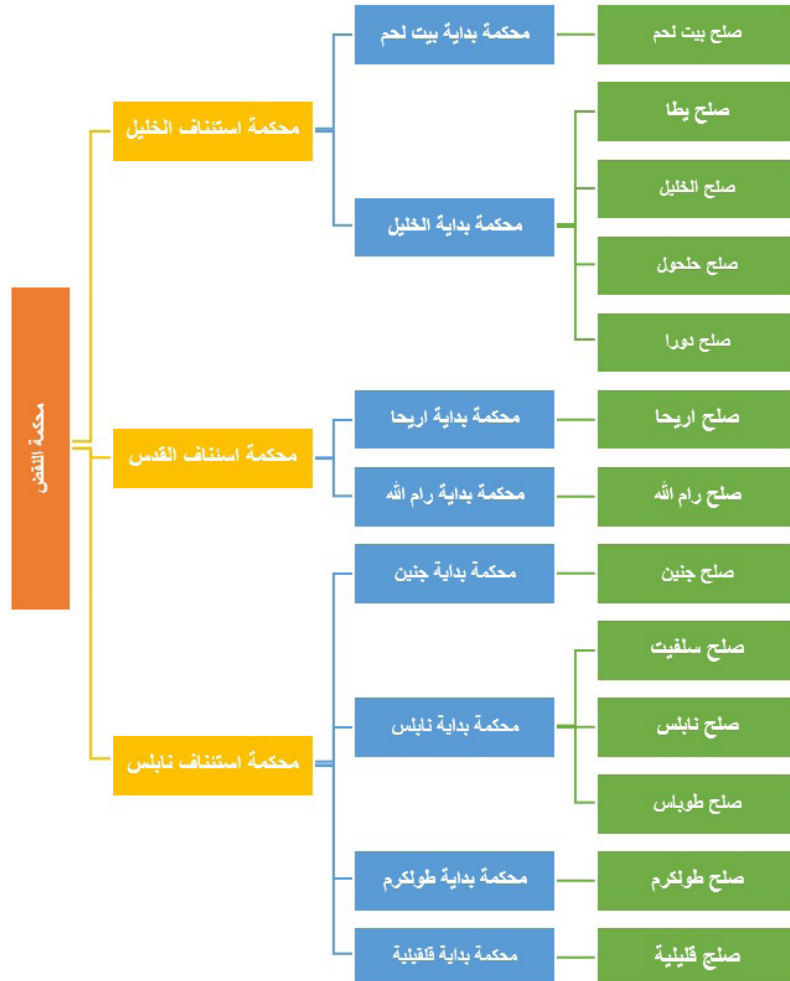 محكمة النقض
محكمة استئناف الخليل
محكمة بداية بيت لحم
صلح بيت لحم
محكمة بداية الخليل
صلح يطا
صلح الخليل
صلح حلحول
صلح دورا
محكمة اسئناف القدس
محكمة بداية اريحا
صلح اريحا
محكمة بداية رام الله
صلح رام الله
محكمة استئناف نابلس
محكمة بداية جنين
صلح جنين
محكمة بداية نابلس
صلح سلفيت
صلح نابلس
صلح طوباس
محكمة بداية طولكرم
صلح طولكرم
محكمة بداية قلقيلية
صلح قليلية